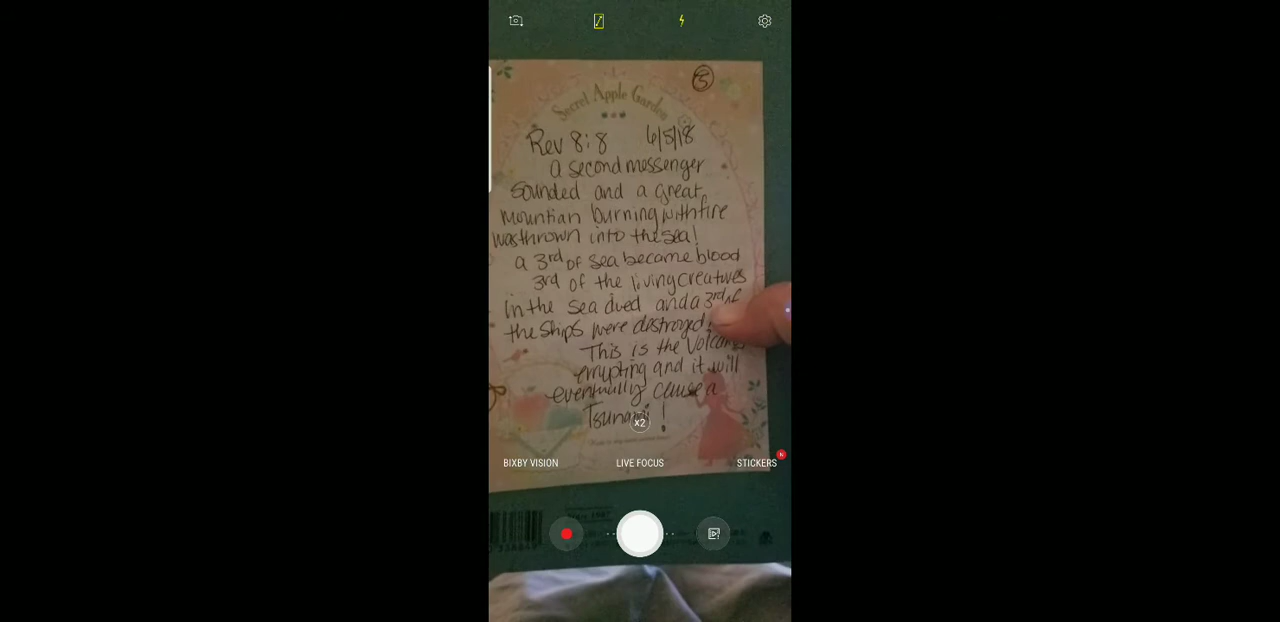 5
Secret Apple Garden
Rev 8:8 6/5/18
a second messenger
sounded and a great
mountian burning with fire
was thrown into the sea!
a 3rd of sea became blood
3rd of the living creatures
in the sea died and a 3rd of
the ships were destroyed
This is the Volcano
errupting and it will
eventually cause a
Tsunami!
x2
BIXBY VISION LIVE FOCUS STICKERS
N